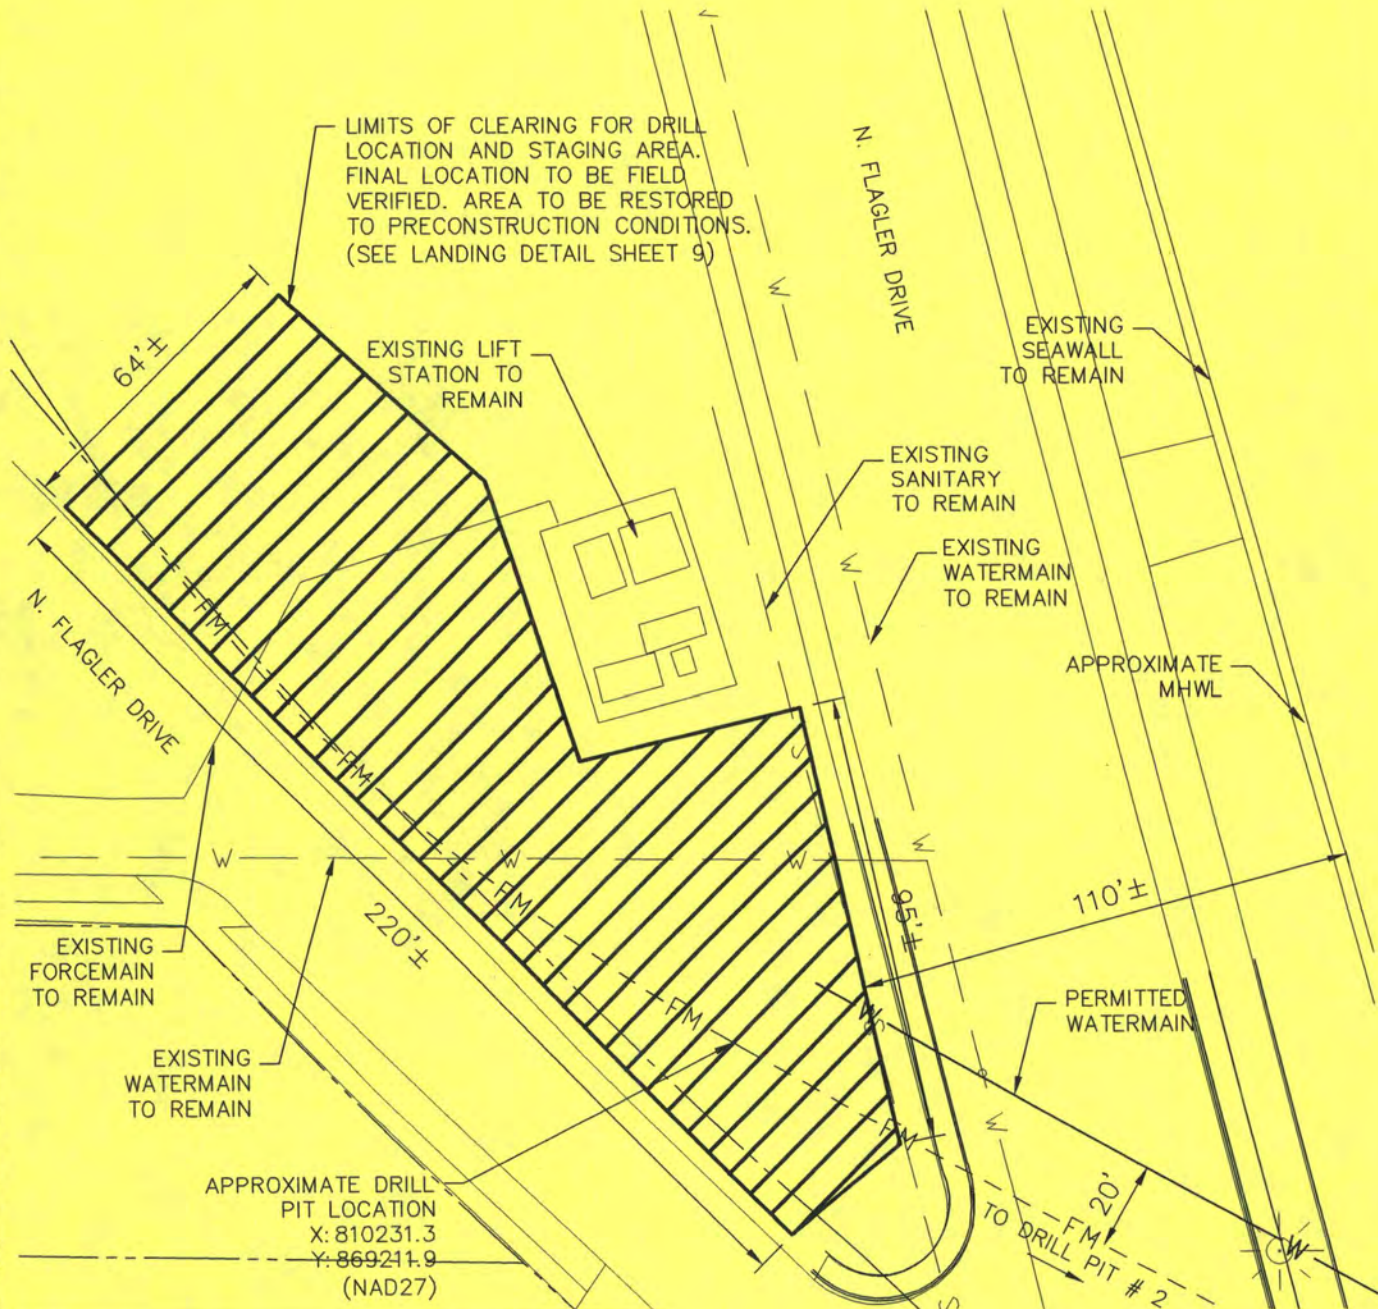 LIMITS OF CLEARING FOR DRILL
LOCATION AND STAGING AREA.
FINAL LOCATION TO BE FIELD
VERIFIED. AREA TO BE RESTORED
TO PRECONSTRUCTION CONDITIONS.
(SEE LANDING DETAIL SHEET 9)
N. FLAGLER DRIVE
W
W
W
W
W
64'±
EXISTING LIFT
STATION TO
REMAIN
EXISTING
SEAWALL
TO REMAIN
EXISTING
SANITARY
TO REMAIN
EXISTING
WATERMAIN
TO REMAIN
APPROXIMATE
MHWL
N. FLAGLER DRIVE
FM
FM
FM
FM
FM
FM
W
W
W
220'±
95'±
110'±
EXISTING
FORCEMAIN
TO REMAIN
EXISTING
WATERMAIN
TO REMAIN
PERMITTED
WATERMAIN
W
W
20'
TO DRILL PIT # 2
APPROXIMATE DRILL
PIT LOCATION
X: 810231.3
Y: 869211.9
(NAD27)